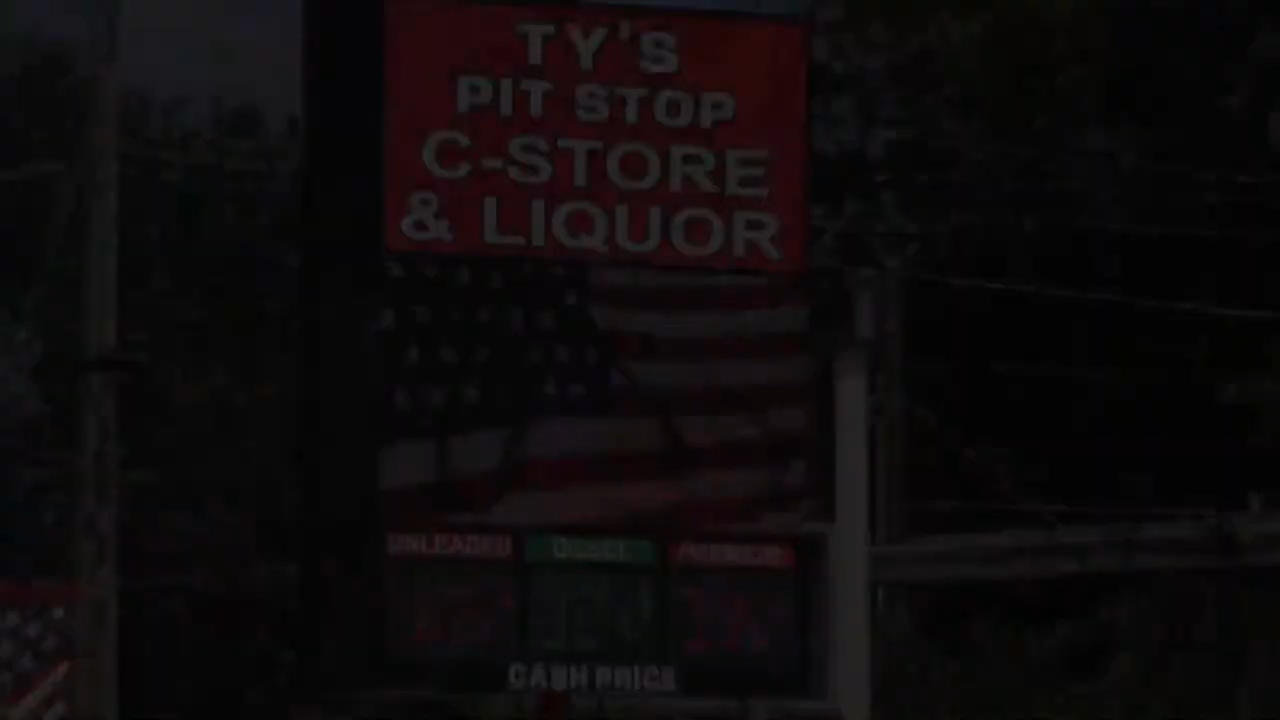 TY'S
PIT STOP
C-STORE
& LIQUOR
UNLEADED DIESEL PREMIUM
CASH PRICE